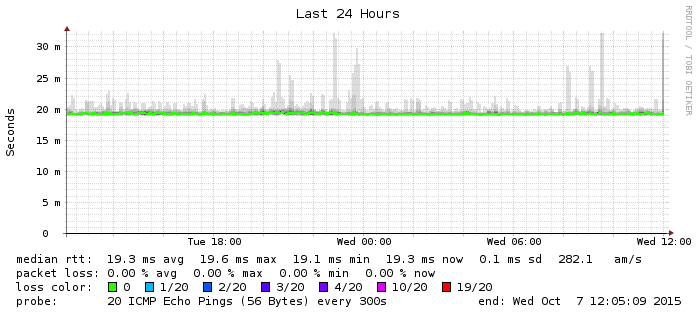 Last 24 Hours
RRDTOOL / TOBI OETIKER
Seconds
30 m
25 m
20 m
15 m
10 m
5 m
0
Tue 18:00 Wed 00:00 Wed 06:00 Wed 12:00
median rtt: 19.3 ms avg 19.6 ms max 19.1 ms min 19.3 ms now 0.1 ms sd 282.1 am/s
packet loss: 0.00 % avg 0.00 % max 0.00 % min 0.00 % now
loss color: 0 1/20 2/20 3/20 4/20 10/20 19/20
probe: 20 ICMP Echo Pings (56 Bytes) every 300s end: Wed Oct 7 12:05:09 2015